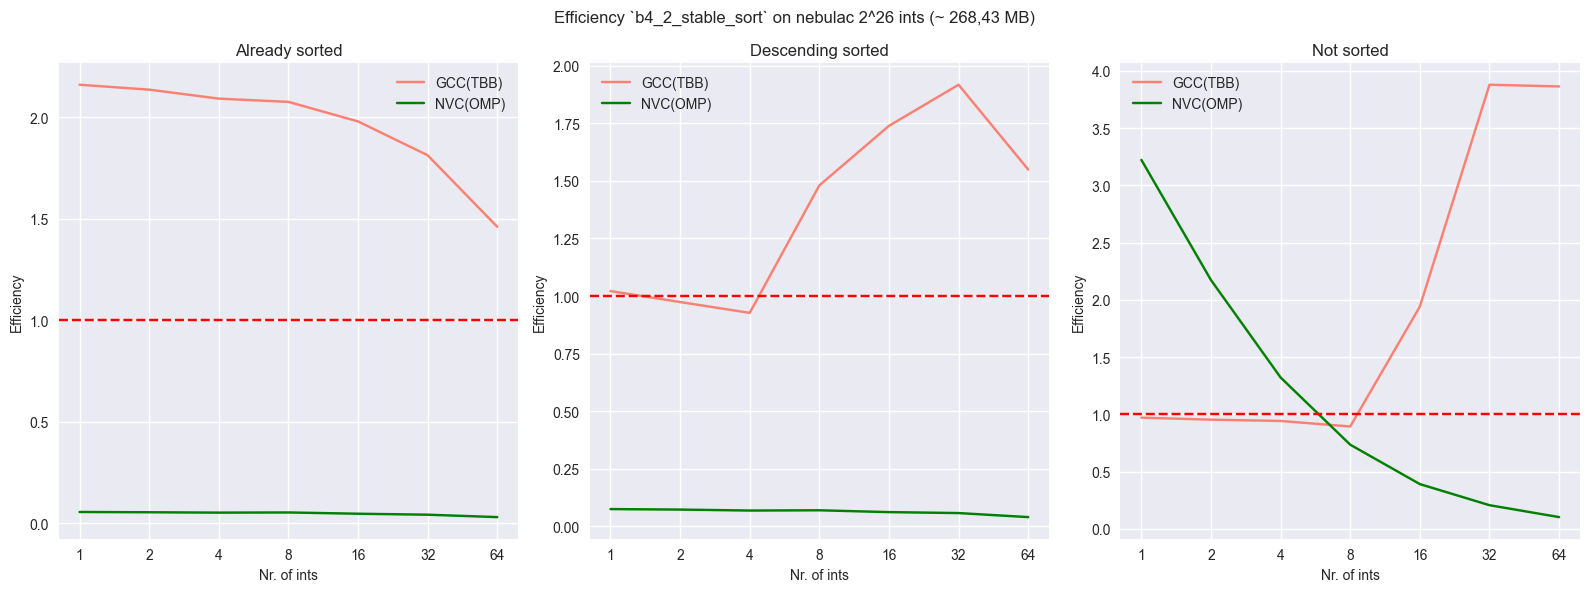 Efficiency `b4_2_stable_sort` on nebulac 2^26 ints (~ 268,43 MB)
Already sorted
GCC(TBB)
NVC(OMP)
Efficiency
2.0
1.5
1.0
0.5
0.0
1 2 4 8 16 32 64
Nr. of ints
Descending sorted
GCC(TBB)
NVC(OMP)
Efficiency
2.00
1.75
1.50
1.25
1.00
0.75
0.50
0.25
0.00
1 2 4 8 16 32 64
Nr. of ints
Not sorted
GCC(TBB)
NVC(OMP)
Efficiency
4.0
3.5
3.0
2.5
2.0
1.5
1.0
0.5
0.0
1 2 4 8 16 32 64
Nr. of ints